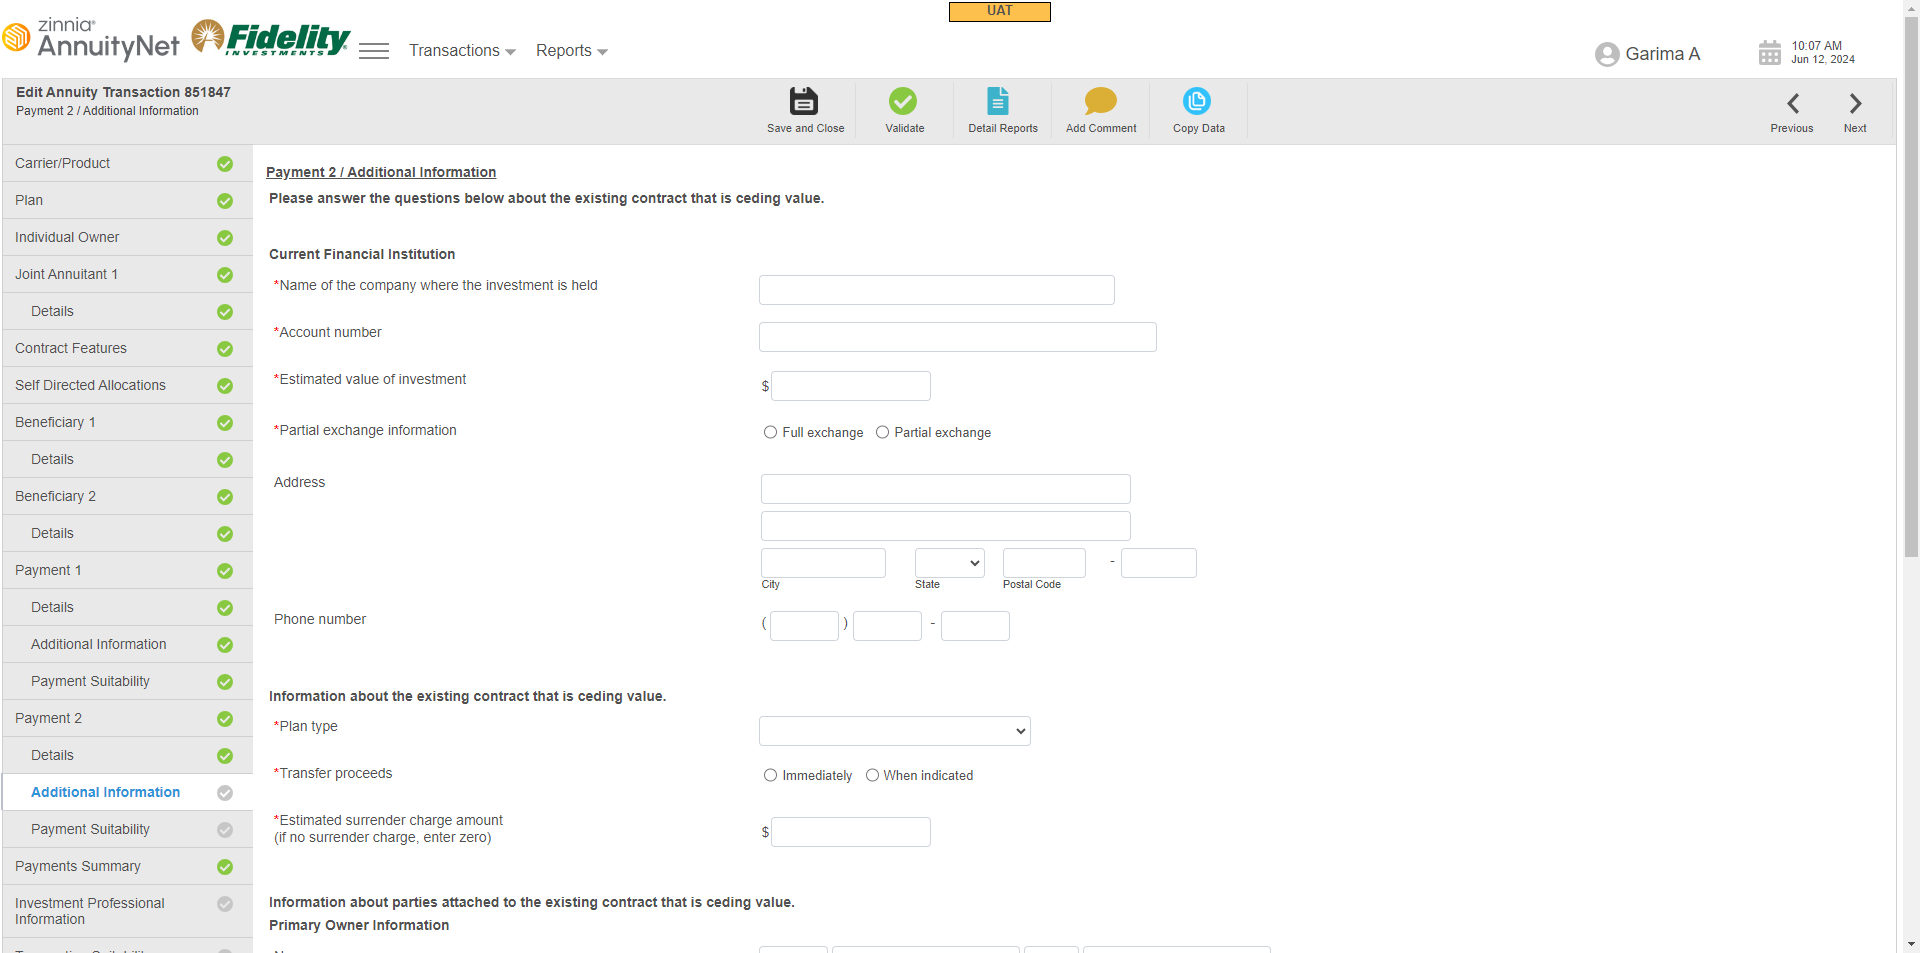 UAT
zinnia
AnnuityNet
Fidelity
INVESTMENTS
Transactions
Reports
Garima A
10:07 AM
Jun 12, 2024
Edit Annuity Transaction 851847
Payment 2 / Additional Information
Save and Close
Validate
Detail Reports
Add Comment
Copy Data
Previous
Next
Carrier/Product
Plan
Individual Owner
Joint Annuitant 1
Details
Contract Features
Self Directed Allocations
Beneficiary 1
Details
Beneficiary 2
Details
Payment 1
Details
Additional Information
Payment Suitability
Payment 2
Details
Additional Information
Payment Suitability
Payments Summary
Investment Professional
Information
Payment 2 / Additional Information
Please answer the questions below about the existing contract that is ceding value.
Current Financial Institution
*Name of the company where the investment is held
*Account number
*Estimated value of investment
$
*Partial exchange information
Full exchange
Partial exchange
Address
-
City
State
Postal Code
Phone number
( ) -
Information about the existing contract that is ceding value.
*Plan type
*Transfer proceeds
Immediately
When indicated
*Estimated surrender charge amount
(if no surrender charge, enter zero)
$
Information about parties attached to the existing contract that is ceding value.
Primary Owner Information